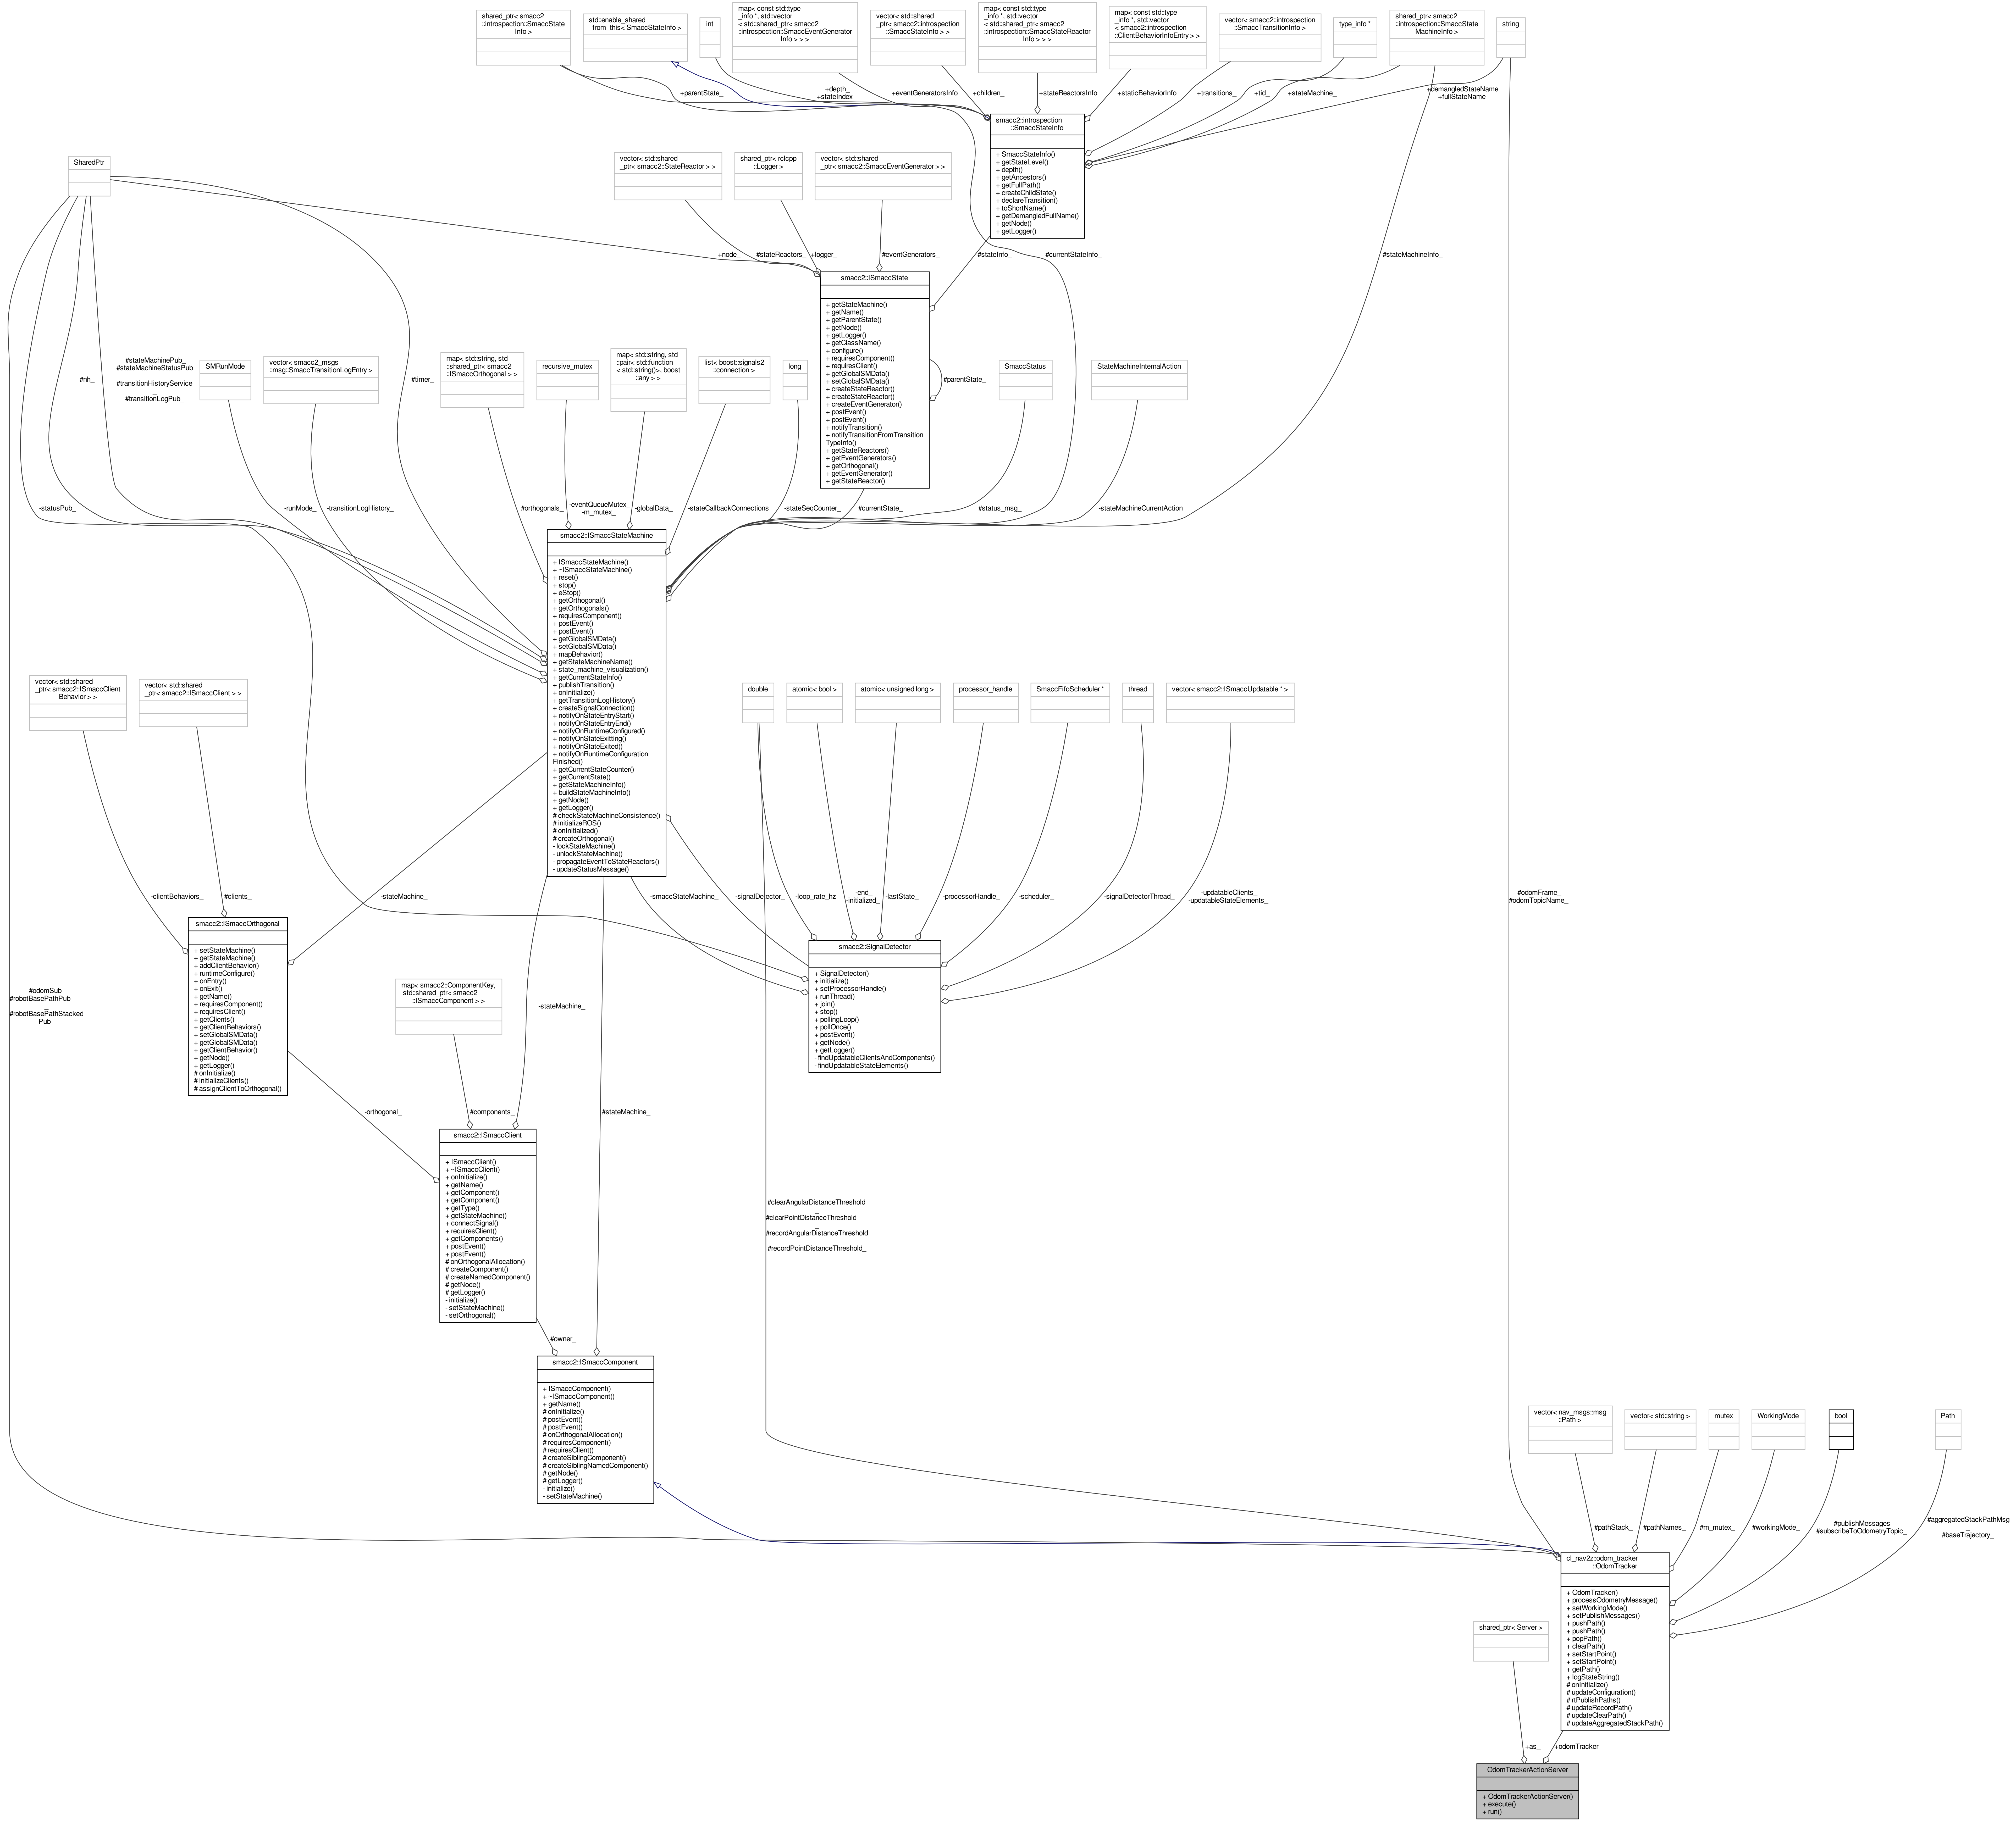 shared_ptr< smacc2
::introspection::SmaccState
Info >
std::enable_shared
_from_this< SmaccStateInfo >
int
map< const std::type
_info *, std::vector
< std::shared_ptr< smacc2
::introspection::SmaccEventGenerator
Info > > >
vector< std::shared
_ptr< smacc2::introspection
::SmaccStateInfo > >
map< const std::type
_info *, std::vector
< std::shared_ptr< smacc2
::introspection::SmaccStateReactor
Info > > >
map< const std::type
_info *, std::vector
< smacc2::introspection
::ClientBehaviorInfoEntry > >
vector< smacc2::introspection
::SmaccTransitionInfo >
type_info *
shared_ptr< smacc2
::introspection::SmaccState
MachineInfo >
string
+parentState_
+depth_
+stateIndex_
+eventGeneratorsInfo
+children_
+stateReactorsInfo
+staticBehaviorInfo
+transitions_
+tid_
+stateMachine_
+demangledStateName
+fullStateName
smacc2::introspection
::SmaccStateInfo
+ SmaccStateInfo()
+ getStateLevel()
+ depth()
+ getAncestors()
+ getFullPath()
+ createChildState()
+ declareTransition()
+ toShortName()
+ getDemangledFullName()
+ getNode()
+ getLogger()
SharedPtr
vector< std::shared
_ptr< smacc2::StateReactor > >
shared_ptr< rclcpp
::Logger >
vector< std::shared
_ptr< smacc2::SmaccEventGenerator > >
+node_
#stateReactors_
+logger_
#eventGenerators_
#stateInfo_
#currentStateInfo_
#stateMachineInfo_
smacc2::ISmaccState
+ getStateMachine()
+ getName()
+ getParentState()
+ getNode()
+ getLogger()
+ getClassName()
+ configure()
+ requiresComponent()
+ requiresClient()
+ getGlobalSMData()
+ setGlobalSMData()
+ createStateReactor()
+ createStateReactor()
+ createEventGenerator()
+ postEvent()
+ postEvent()
+ notifyTransition()
+ notifyTransitionFromTransition
TypeInfo()
+ getStateReactors()
+ getEventGenerators()
+ getOrthogonal()
+ getEventGenerator()
+ getStateReactor()
#parentState_
#nh_
#stateMachinePub_
#stateMachineStatusPub
_
#transitionHistoryService
_
#transitionLogPub_
SMRunMode
vector< smacc2_msgs
::msg::SmaccTransitionLogEntry >
#timer_
map< std::string, std
::shared_ptr< smacc2
::ISmaccOrthogonal > >
recursive_mutex
map< std::string, std
::pair< std::function
< std::string()>, boost
::any > >
list< boost::signals2
::connection >
long
SmaccStatus
StateMachineInternalAction
-statusPub_
-runMode_
-transitionLogHistory_
#orthogonals_
-eventQueueMutex_
-m_mutex_
-globalData_
-stateCallbackConnections
-stateSeqCounter_
#currentState_
#status_msg_
-stateMachineCurrentAction
smacc2::ISmaccStateMachine
+ ISmaccStateMachine()
+ ~ISmaccStateMachine()
+ reset()
+ stop()
+ eStop()
+ getOrthogonal()
+ getOrthogonals()
+ requiresComponent()
+ postEvent()
+ postEvent()
+ getGlobalSMData()
+ setGlobalSMData()
+ mapBehavior()
+ getStateMachineName()
+ state_machine_visualization()
+ getCurrentStateInfo()
+ publishTransition()
+ onInitialize()
+ getTransitionLogHistory()
+ createSignalConnection()
+ notifyOnStateEntryStart()
+ notifyOnStateEntryEnd()
+ notifyOnRuntimeConfigured()
+ notifyOnStateExitting()
+ notifyOnStateExited()
+ notifyOnRuntimeConfiguration
Finished()
+ getCurrentStateCounter()
+ getCurrentState()
+ getStateMachineInfo()
+ buildStateMachineInfo()
+ getNode()
+ getLogger()
# checkStateMachineConsistence()
# initializeROS()
# onInitialized()
# createOrthogonal()
- lockStateMachine()
- unlockStateMachine()
- propagateEventToStateReactors()
- updateStatusMessage()
vector< std::shared
_ptr< smacc2::ISmaccClient
Behavior > >
vector< std::shared
_ptr< smacc2::ISmaccClient > >
double
atomic< bool >
atomic< unsigned long >
processor_handle
SmaccFifoScheduler *
thread
vector< smacc2::ISmaccUpdatable * >
-clientBehaviors_
#clients_
-stateMachine_
-smaccStateMachine_
-signalDetector_
-loop_rate_hz
-end_
-initialized_
-lastState_
-processorHandle_
-scheduler_
-signalDetectorThread_
-updatableClients_
-updatableStateElements_
#odomFrame_
#odomTopicName_
smacc2::ISmaccOrthogonal
+ setStateMachine()
+ getStateMachine()
+ addClientBehavior()
+ runtimeConfigure()
+ onEntry()
+ onExit()
+ getName()
+ requiresComponent()
+ requiresClient()
+ getClients()
+ getClientBehaviors()
+ setGlobalSMData()
+ getGlobalSMData()
+ getClientBehavior()
+ getNode()
+ getLogger()
# onInitialize()
# initializeClients()
# assignClientToOrthogonal()
smacc2::SignalDetector
+ SignalDetector()
+ initialize()
+ setProcessorHandle()
+ runThread()
+ join()
+ stop()
+ pollingLoop()
+ pollOnce()
+ postEvent()
+ getNode()
+ getLogger()
- findUpdatableClientsAndComponents()
- findUpdatableStateElements()
#odomSub_
#robotBasePathPub
_
#robotBasePathStacked
Pub_
map< smacc2::ComponentKey,
std::shared_ptr< smacc2
::ISmaccComponent > >
-stateMachine_
-orthogonal_
#components_
#stateMachine_
smacc2::ISmaccClient
+ ISmaccClient()
+ ~ISmaccClient()
+ onInitialize()
+ getName()
+ getComponent()
+ getComponent()
+ getType()
+ getStateMachine()
+ connectSignal()
+ requiresClient()
+ getComponents()
+ postEvent()
+ postEvent()
# onOrthogonalAllocation()
# createComponent()
# createNamedComponent()
# getNode()
# getLogger()
- initialize()
- setStateMachine()
- setOrthogonal()
#clearAngularDistanceThreshold
_
#clearPointDistanceThreshold
_
#recordAngularDistanceThreshold
_
#recordPointDistanceThreshold_
#owner_
smacc2::ISmaccComponent
+ ISmaccComponent()
+ ~ISmaccComponent()
+ getName()
# onInitialize()
# postEvent()
# postEvent()
# onOrthogonalAllocation()
# requiresComponent()
# requiresClient()
# createSiblingComponent()
# createSiblingNamedComponent()
# getNode()
# getLogger()
- initialize()
- setStateMachine()
vector< nav_msgs::msg
::Path >
vector< std::string >
mutex
WorkingMode
bool
Path
#pathStack_
#pathNames_
#m_mutex_
#workingMode_
#publishMessages
#subscribeToOdometryTopic_
#aggregatedStackPathMsg
_
#baseTrajectory_
cl_nav2z::odom_tracker
::OdomTracker
+ OdomTracker()
+ processOdometryMessage()
+ setWorkingMode()
+ setPublishMessages()
+ pushPath()
+ pushPath()
+ popPath()
+ clearPath()
+ setStartPoint()
+ setStartPoint()
+ getPath()
+ logStateString()
# onInitialize()
# updateConfiguration()
# rtPublishPaths()
# updateRecordPath()
# updateClearPath()
# updateAggregatedStackPath()
shared_ptr< Server >
+as_
+odomTracker
OdomTrackerActionServer
+ OdomTrackerActionServer()
+ execute()
+ run()